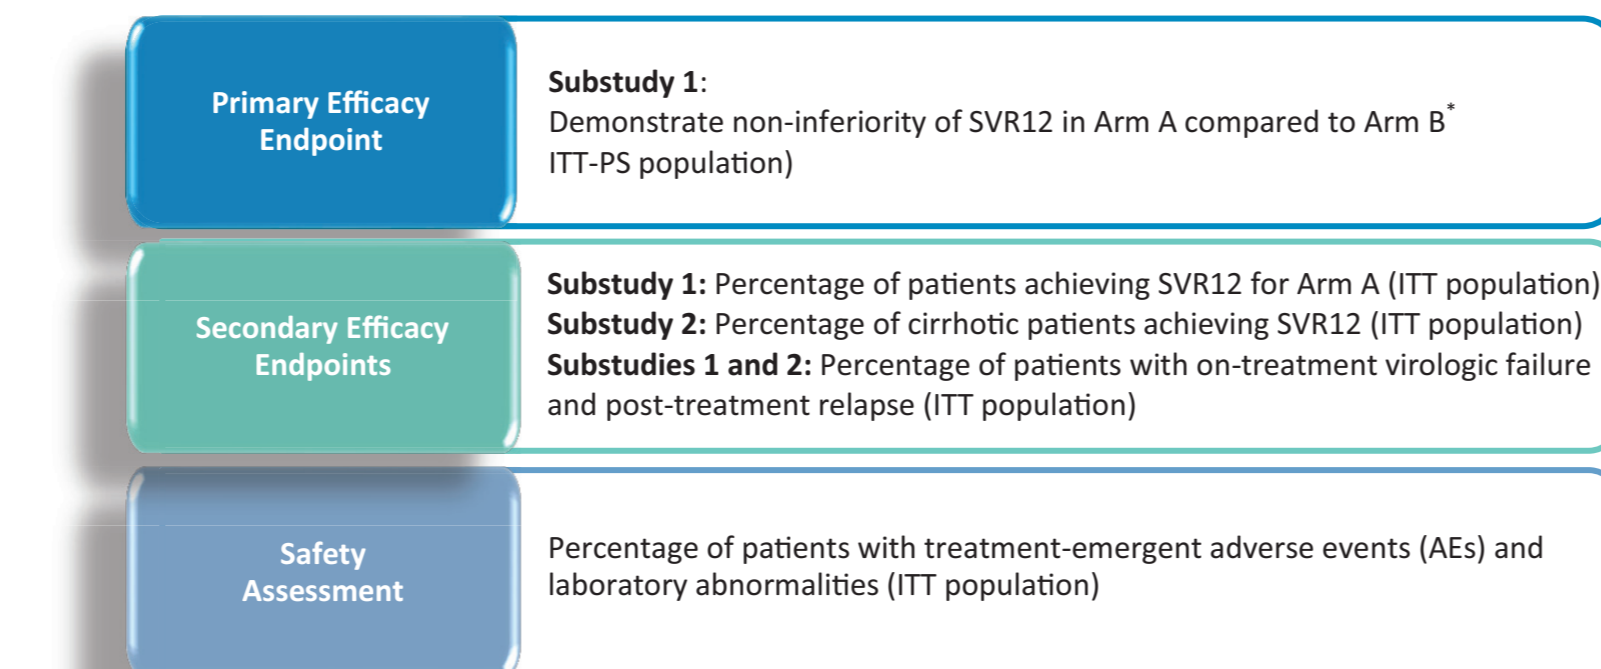 Primary Efficacy
Endpoint
Substudy 1:
Demonstrate non-inferiority of SVR12 in Arm A compared to Arm B*
ITT-PS population)
Secondary Efficacy
Endpoints
Substudy 1: Percentage of patients achieving SVR12 for Arm A (ITT population)
Substudy 2: Percentage of cirrhotic patients achieving SVR12 (ITT population)
Substudies 1 and 2: Percentage of patients with on-treatment virologic failure
and post-treatment relapse (ITT population)
Safety
Assessment
Percentage of patients with treatment-emergent adverse events (AEs) and
laboratory abnormalities (ITT population)